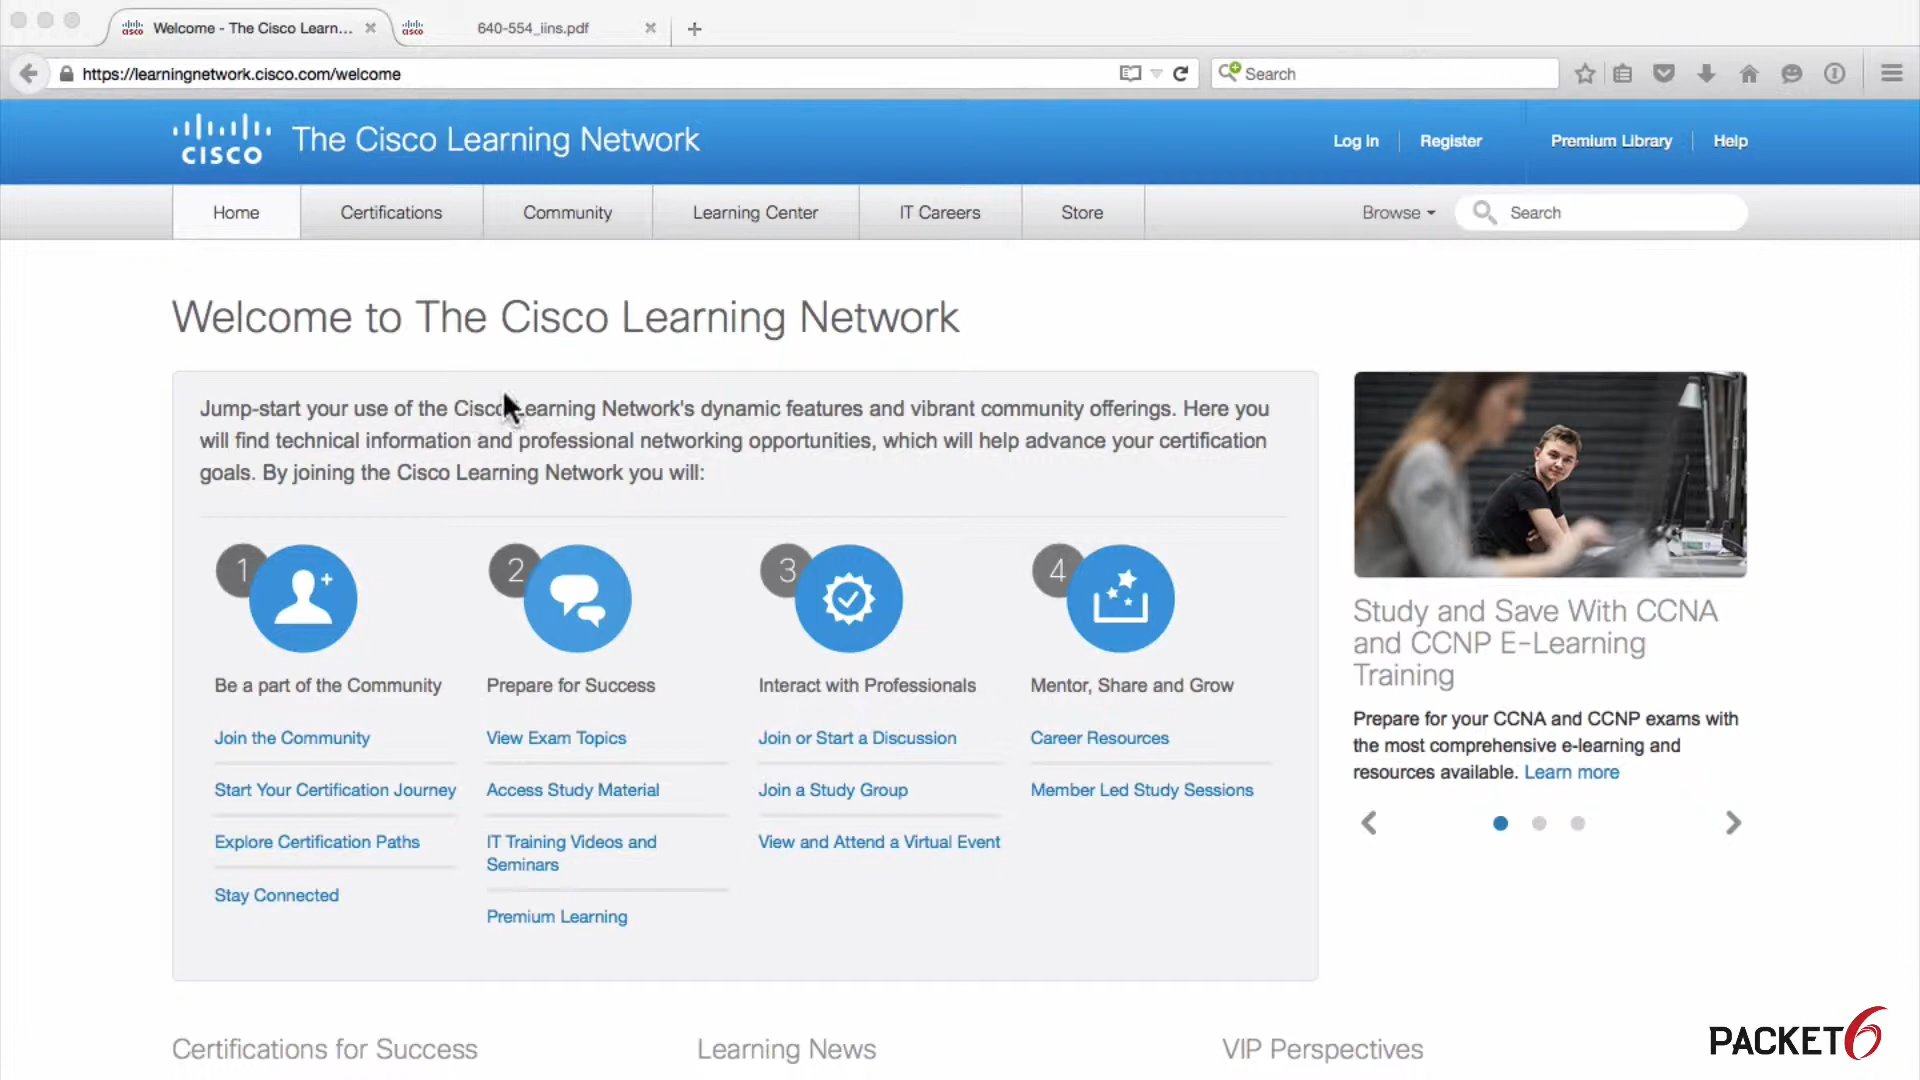 Welcome - The Cisco Learn...
640-554_iins.pdf
https://learningnetwork.cisco.com/welcome
Search
CISCO
The Cisco Learning Network
Log In
Register
Premium Library
Help
Home
Certifications
Community
Learning Center
IT Careers
Store
Browse
Search
Welcome to The Cisco Learning Network
Jump-start your use of the Cisco Learning Network's dynamic features and vibrant community offerings. Here you
will find technical information and professional networking opportunities, which will help advance your certification
goals. By joining the Cisco Learning Network you will:
1
Be a part of the Community
Join the Community
Start Your Certification Journey
Explore Certification Paths
Stay Connected
2
Prepare for Success
View Exam Topics
Access Study Material
IT Training Videos and
Seminars
Premium Learning
3
Interact with Professionals
Join or Start a Discussion
Join a Study Group
View and Attend a Virtual Event
4
Mentor, Share and Grow
Career Resources
Member Led Study Sessions
Study and Save With CCNA
and CCNP E-Learning
Training
Prepare for your CCNA and CCNP exams with
the most comprehensive e-learning and
resources available. Learn more
Certifications for Success
Learning News
VIP Perspectives
PACKET6